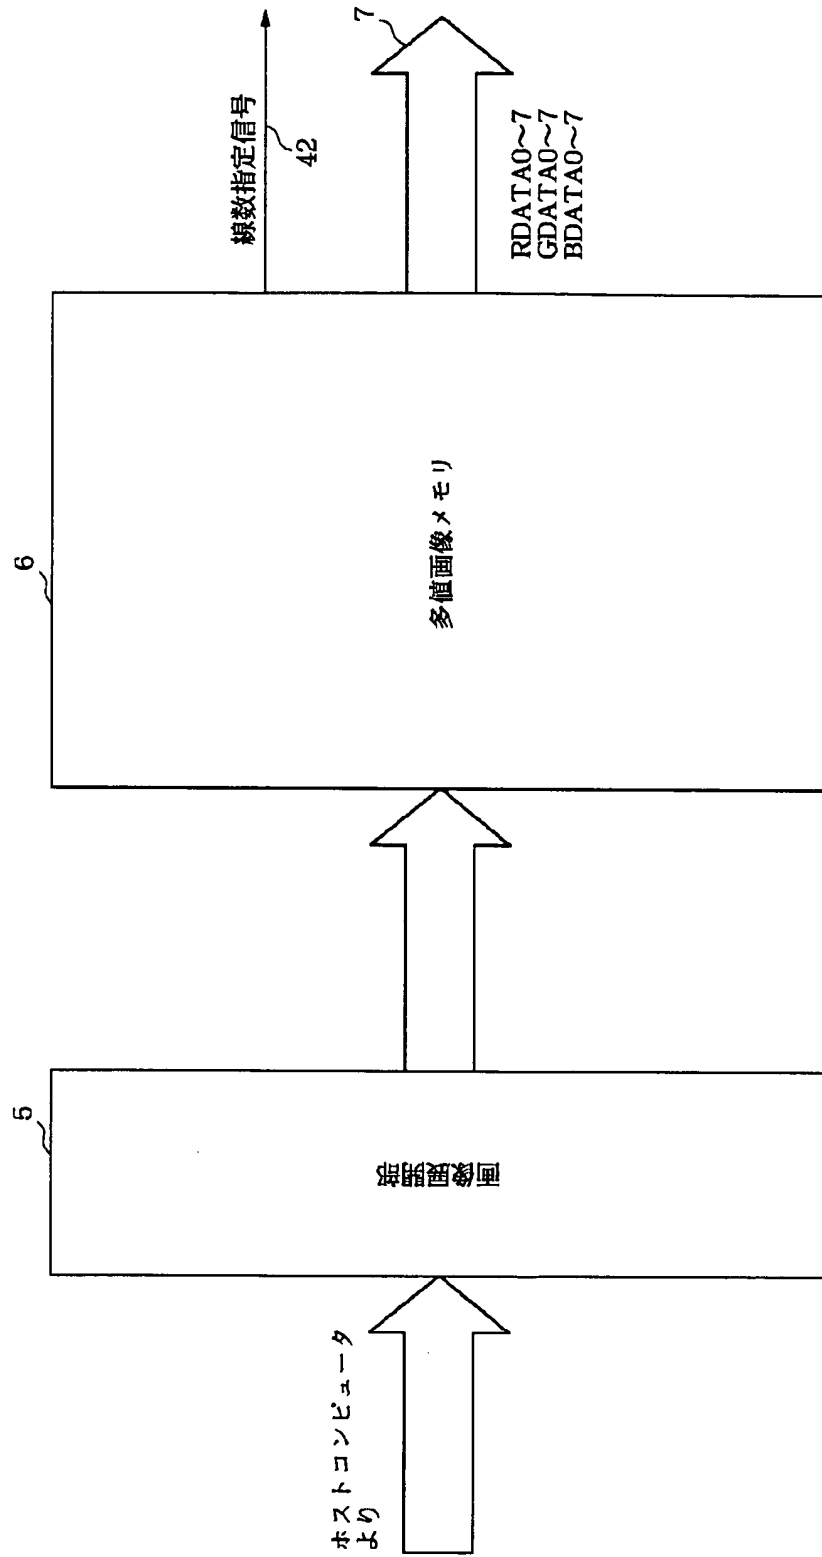 ホストコンピュータ
より
5
画像展開部
6
多値画像メモリ
線数指定信号
42
7
RDATA0〜7
GDATA0〜7
BDATA0〜7